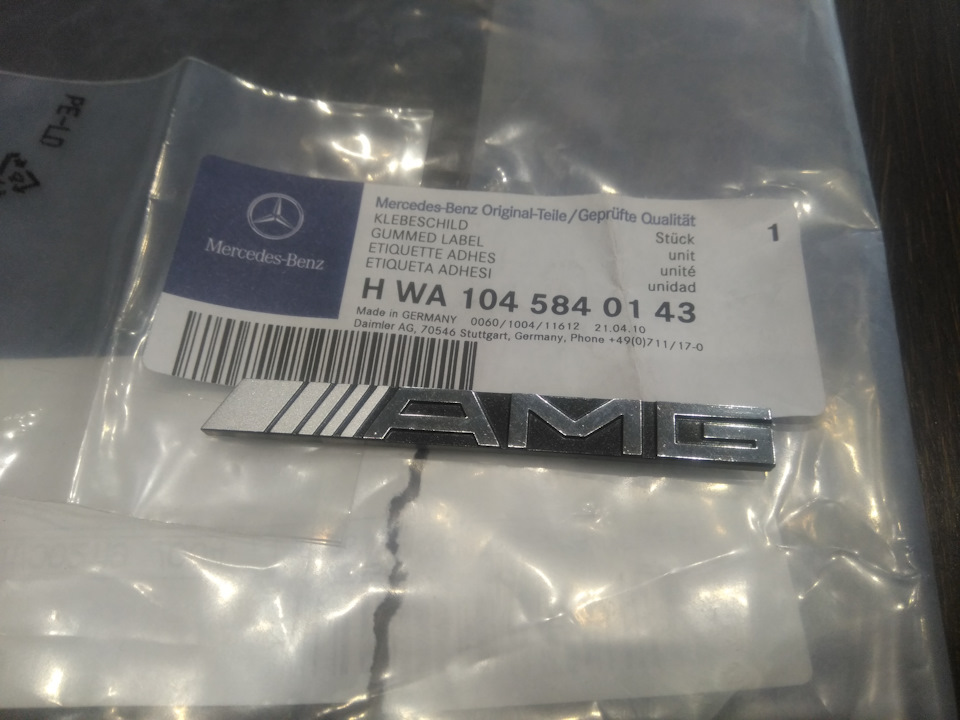 PE-LD
Mercedes-Benz
Mercedes-Benz Original-Teile/Geprüfte Qualität
KLEBESCHILD
GUMMED LABEL
ETIQUETTE ADHES
ETIQUETA ADHESI
Stück
unit
unité
unidad
1
H WA 104 584 01 43
Made in GERMANY 0060/1004/11612 21.04.10
Daimler AG, 70546 Stuttgart, Germany, Phone +49(0)711/17-0
AMG